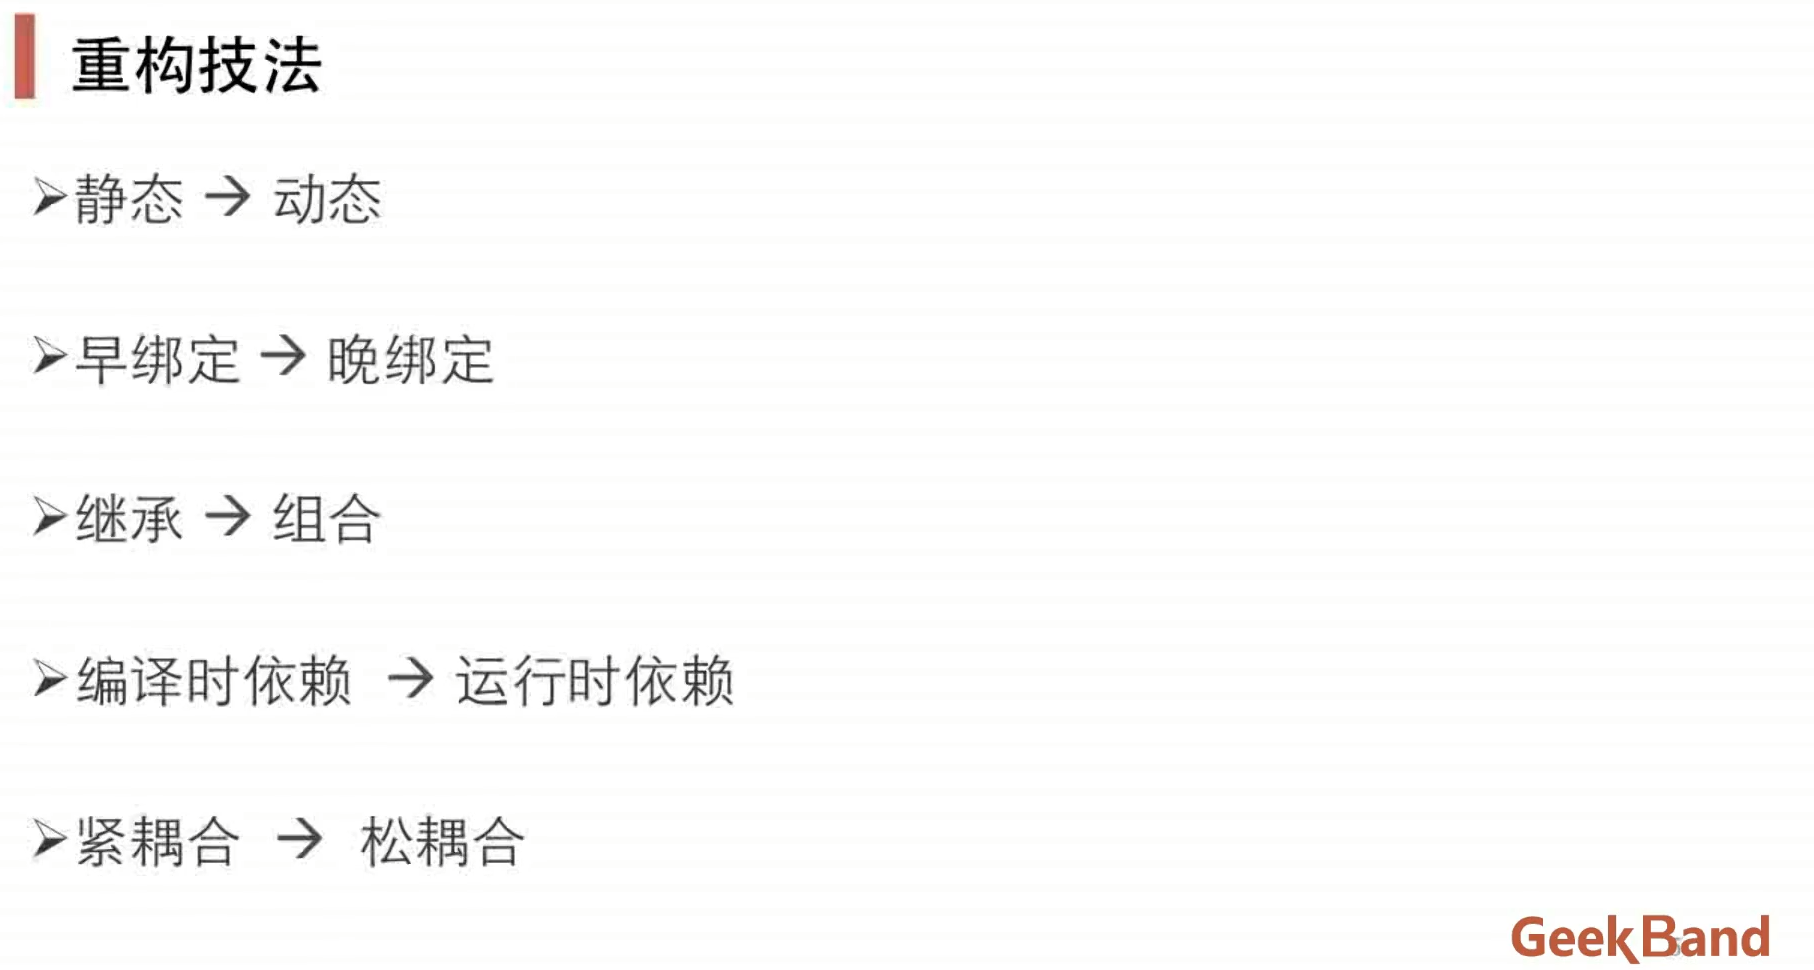 重构技法
➢静态 → 动态
➢早绑定 → 晚绑定
➢继承 → 组合
➢编译时依赖 → 运行时依赖
➢紧耦合 → 松耦合
GeekBand